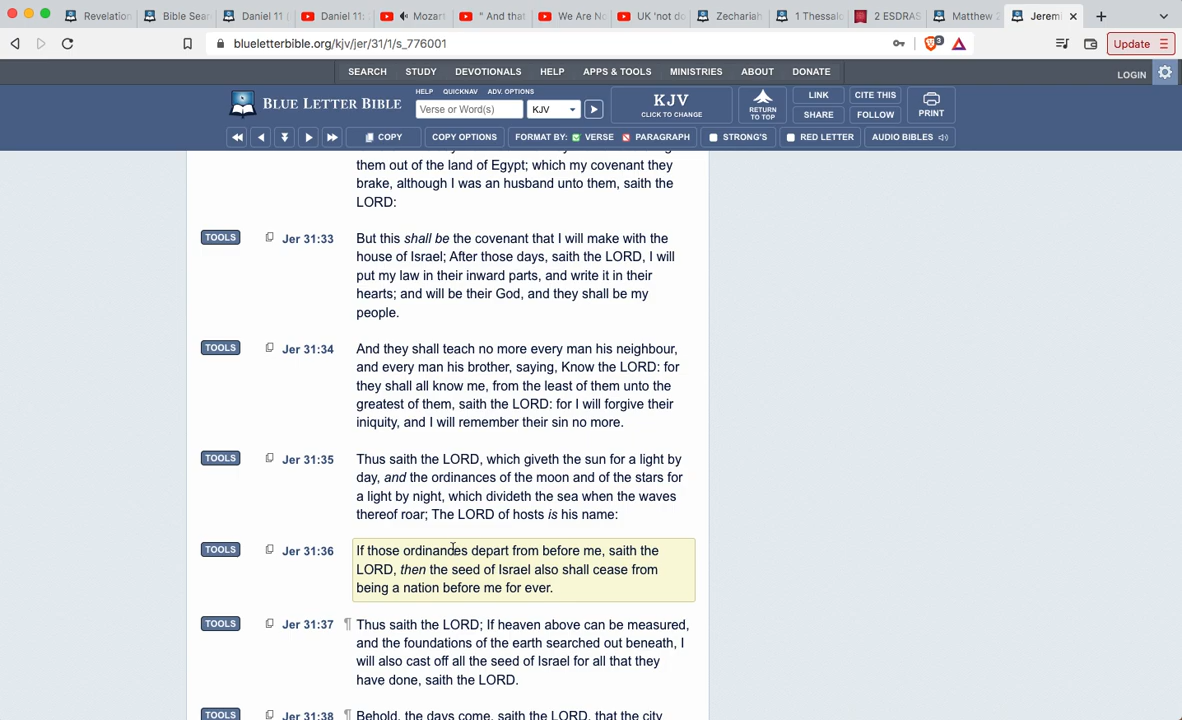 Revelation
Bible Sear
Daniel 11 (
Daniel 11:
Mozart
" And that
We Are No
UK 'not do
Zechariah
1 Thessalo
2 ESDRAS
Matthew 2
Jeremi
blueletterbible.org/kjv/jer/31/1/s_776001
3
Update
SEARCH STUDY DEVOTIONALS HELP APPS & TOOLS MINISTRIES ABOUT DONATE
LOGIN
BLUE LETTER BIBLE
HELP QUICKNAV ADV. OPTIONS
Verse or Word(s)
KJV
KJV
CLICK TO CHANGE
RETURN
TO TOP
LINK
SHARE
CITE THIS
FOLLOW
PRINT
COPY
COPY OPTIONS
FORMAT BY: VERSE PARAGRAPH
STRONG'S
RED LETTER
AUDIO BIBLES
them out of the land of Egypt; which my covenant they
brake, although I was an husband unto them, saith the
LORD:
TOOLS Jer 31:33 But this shall be the covenant that I will make with the
house of Israel; After those days, saith the LORD, I will
put my law in their inward parts, and write it in their
hearts; and will be their God, and they shall be my
people.
TOOLS Jer 31:34 And they shall teach no more every man his neighbour,
and every man his brother, saying, Know the LORD: for
they shall all know me, from the least of them unto the
greatest of them, saith the LORD: for I will forgive their
iniquity, and I will remember their sin no more.
TOOLS Jer 31:35 Thus saith the LORD, which giveth the sun for a light by
day, and the ordinances of the moon and of the stars for
a light by night, which divideth the sea when the waves
thereof roar; The LORD of hosts is his name:
TOOLS Jer 31:36 If those ordinances depart from before me, saith the
LORD, then the seed of Israel also shall cease from
being a nation before me for ever.
TOOLS Jer 31:37 ¶ Thus saith the LORD; If heaven above can be measured,
and the foundations of the earth searched out beneath, I
will also cast off all the seed of Israel for all that they
have done, saith the LORD.
TOOLS Jer 31:38 ¶ Behold, the days come, saith the LORD, that the city